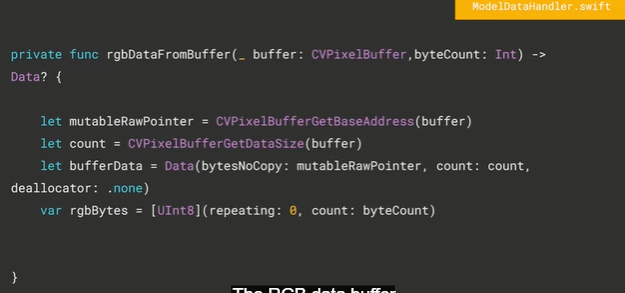 ModelDataHandler.swift
private func rgbDataFromBuffer(_ buffer: CVPixelBuffer,byteCount: Int) ->
Data? {
let mutableRawPointer = CVPixelBufferGetBaseAddress(buffer)
let count = CVPixelBufferGetDataSize(buffer)
let bufferData = Data(bytesNoCopy: mutableRawPointer, count: count,
deallocator: .none)
var rgbBytes = [UInt8](repeating: 0, count: byteCount)
}
The RGB data buffer